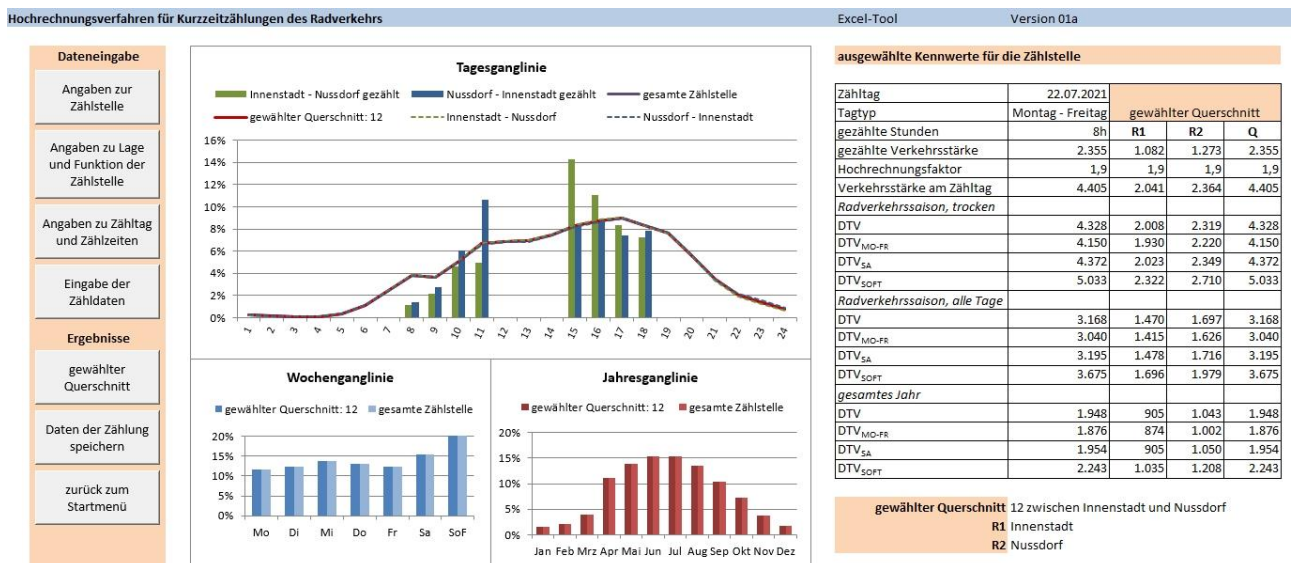 Hochrechnungsverfahren für Kurzzeitzählungen des Radverkehrs Excel-Tool Version 01a
Dateneingabe
Angaben zur
Zählstelle
Angaben zu Lage
und Funktion der
Zählstelle
Angaben zu Zähltag
und Zählzeiten
Eingabe der
Zähldaten
Ergebnisse
gewählter
Querschnitt
Daten der Zählung
speichern
zurück zum
Startmenü
Tagesganglinie
Innenstadt - Nussdorf gezählt Nussdorf - Innenstadt gezählt gesamte Zählstelle
gewählter Querschnitt: 12 Innenstadt - Nussdorf Nussdorf - Innenstadt
16%
14%
12%
10%
8%
6%
4%
2%
0%
1 2 3 4 5 6 7 8 9 10 11 12 13 14 15 16 17 18 19 20 21 22 23 24
Wochenganglinie
gewählter Querschnitt: 12 gesamte Zählstelle
20%
15%
10%
5%
0%
Mo Di Mi Do Fr Sa SoF
Jahresganglinie
gewählter Querschnitt: 12 gesamte Zählstelle
20%
15%
10%
5%
0%
Jan Feb Mrz Apr Mai Jun Jul Aug Sep Okt Nov Dez
ausgewählte Kennwerte für die Zählstelle
Zähltag 22.07.2021
Tagtyp Montag - Freitag gewählter Querschnitt
gezählte Stunden 8h R1 R2 Q
gezählte Verkehrsstärke 2.355 1.082 1.273 2.355
Hochrechnungsfaktor 1,9 1,9 1,9 1,9
Verkehrsstärke am Zähltag 4.405 2.041 2.364 4.405
Radverkehrssaison, trocken
DTV 4.328 2.008 2.319 4.328
DTVMO-FR 4.150 1.930 2.220 4.150
DTVSA 4.372 2.023 2.349 4.372
DTVSOFT 5.033 2.322 2.710 5.033
Radverkehrssaison, alle Tage
DTV 3.168 1.470 1.697 3.168
DTVMO-FR 3.040 1.415 1.626 3.040
DTVSA 3.195 1.478 1.716 3.195
DTVSOFT 3.675 1.696 1.979 3.675
gesamtes Jahr
DTV 1.948 905 1.043 1.948
DTVMO-FR 1.876 874 1.002 1.876
DTVSA 1.954 905 1.050 1.954
DTVSOFT 2.243 1.035 1.208 2.243
gewählter Querschnitt 12 zwischen Innenstadt und Nussdorf
R1 Innenstadt
R2 Nussdorf